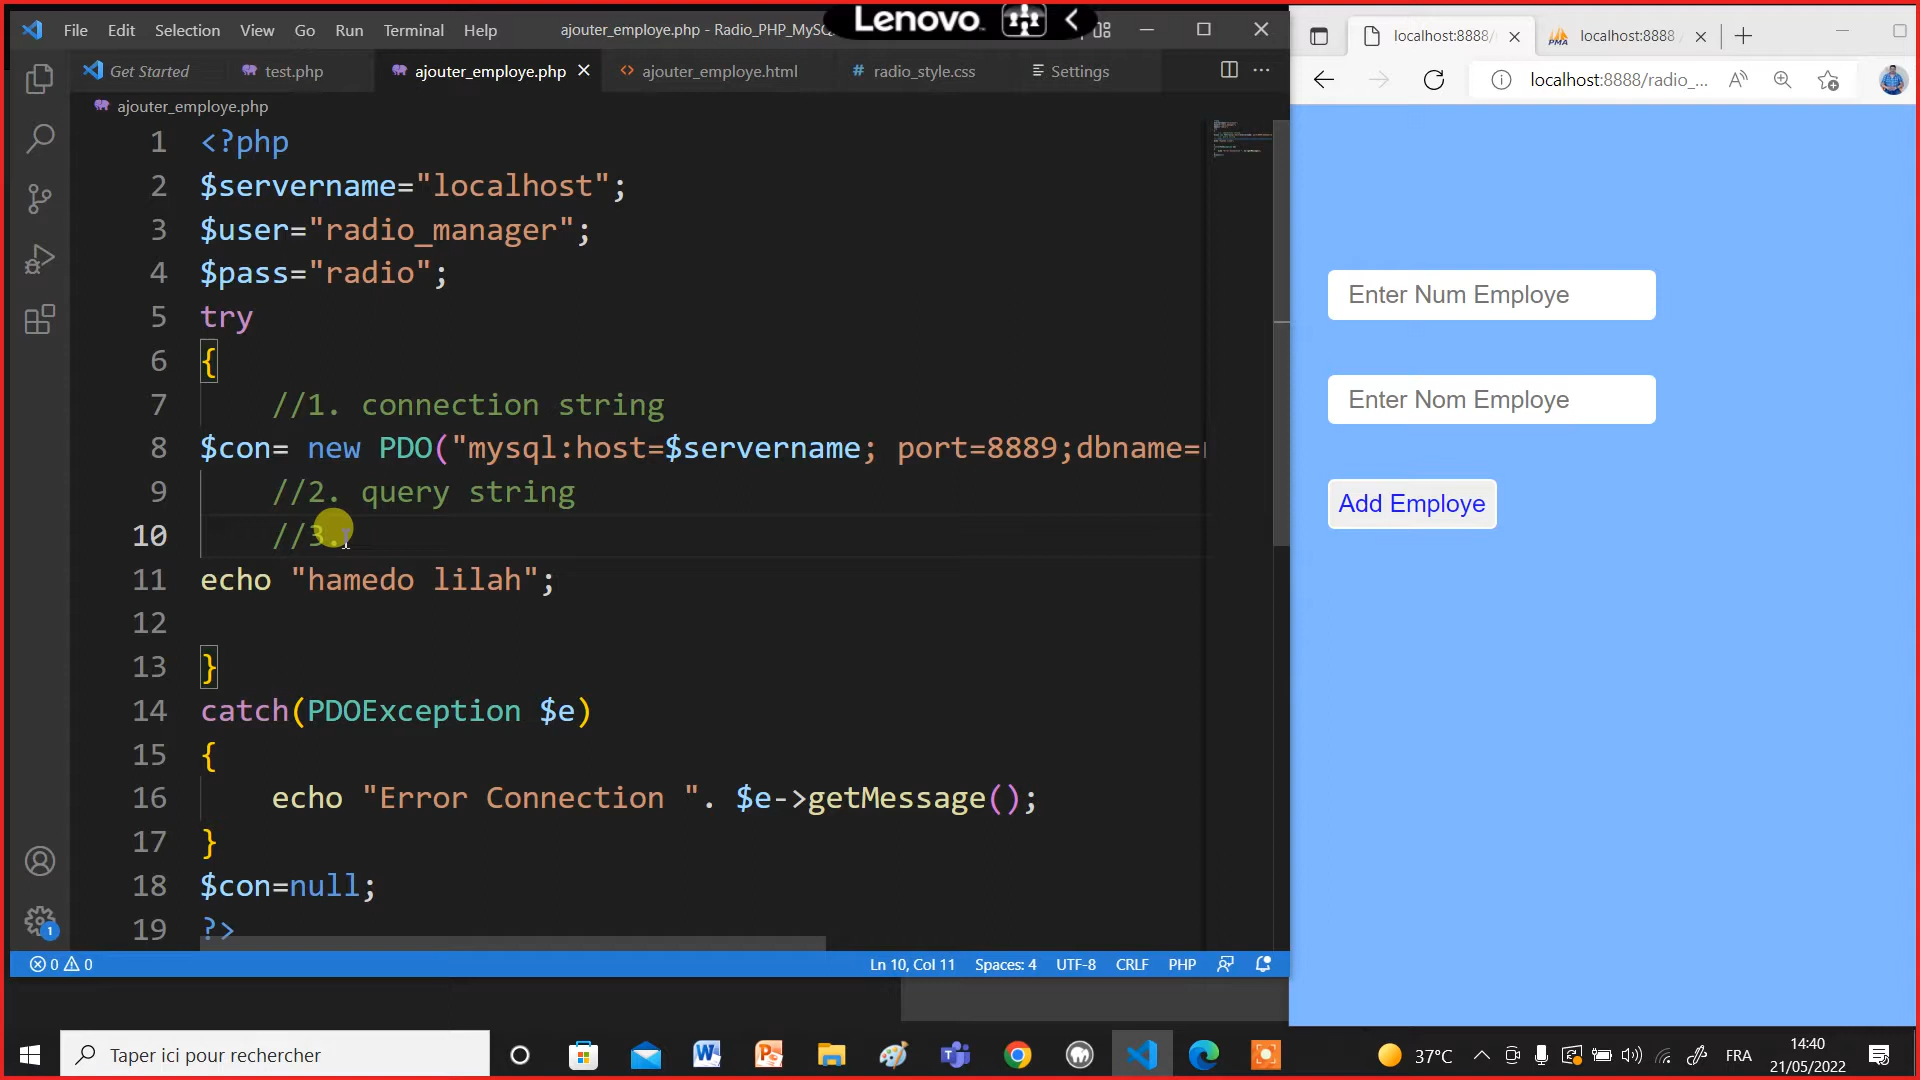 Lenovo
File Edit Selection View Go Run Terminal Help
ajouter_employe.php - Radio_PHP_MySQ
Get Started
test.php
ajouter_employe.php
ajouter_employe.html
radio_style.css
Settings
ajouter_employe.php
1 <?php
2 $servername="localhost";
3 $user="radio_manager";
4 $pass="radio";
5 try
6 {
7 //1. connection string
8 $con= new PDO("mysql:host=$servername; port=8889;dbname=
9 //2. query string
10 //3.
11 echo "hamedo lilah";
12
13 }
14 catch(PDOException $e)
15 {
16 echo "Error Connection ". $e->getMessage();
17 }
18 $con=null;
19 ?>
1
0 0
Ln 10, Col 11
Spaces: 4
UTF-8
CRLF
PHP
localhost:8888/
PMA
localhost:8888
localhost:8888/radio_...
Enter Num Employe
Enter Nom Employe
Add Employe
Taper ici pour rechercher
37°C
FRA
14:40
21/05/2022